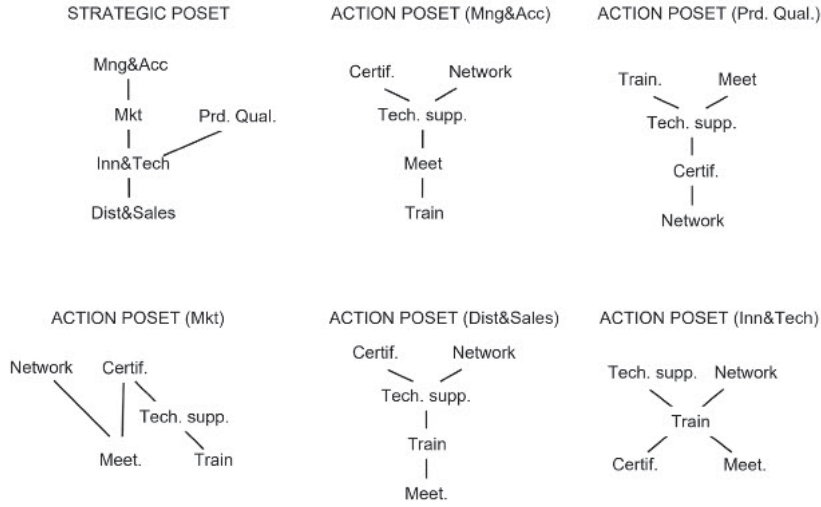 STRATEGIC POSET
Mng&Acc
Mkt
Prd. Qual.
Inn&Tech
Dist&Sales
ACTION POSET (Mng&Acc)
Certif.
Network
Tech. supp.
Meet
Train
ACTION POSET (Prd. Qual.)
Train.
Meet
Tech. supp.
Certif.
Network
ACTION POSET (Mkt)
Network
Certif.
Tech. supp.
Meet.
Train
ACTION POSET (Dist&Sales)
Certif.
Network
Tech. supp.
Train
Meet.
ACTION POSET (Inn&Tech)
Tech. supp.
Network
Train
Certif.
Meet.